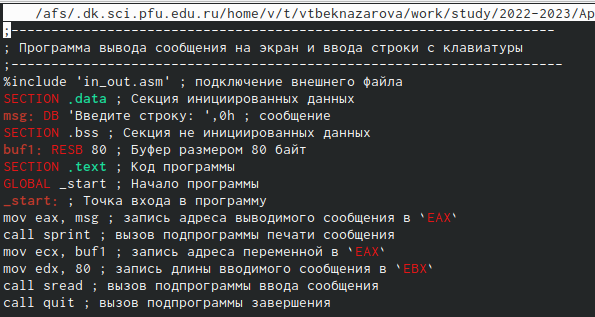 /afs/.dk.sci.pfu.edu.ru/home/v/t/vtbeknazarova/work/study/2022-2023/Ар
;--------------------------------------------------------------------
; Программа вывода сообщения на экран и ввода строки с клавиатуры
;---------------------------------------------------------------------
%include 'in_out.asm' ; подключение внешнего файла
SECTION .data ; Секция инициированных данных
msg: DB 'Введите строку: ',0h ; сообщение
SECTION .bss ; Секция не инициированных данных
buf1: RESB 80 ; Буфер размером 80 байт
SECTION .text ; Код программы
GLOBAL _start ; Начало программы
_start: ; Точка входа в программу
mov eax, msg ; запись адреса выводимого сообщения в `EAX`
call sprint ; вызов подпрограммы печати сообщения
mov ecx, buf1 ; запись адреса переменной в `EAX`
mov edx, 80 ; запись длины вводимого сообщения в `EBX`
call sread ; вызов подпрограммы ввода сообщения
call quit ; вызов подпрограммы завершения